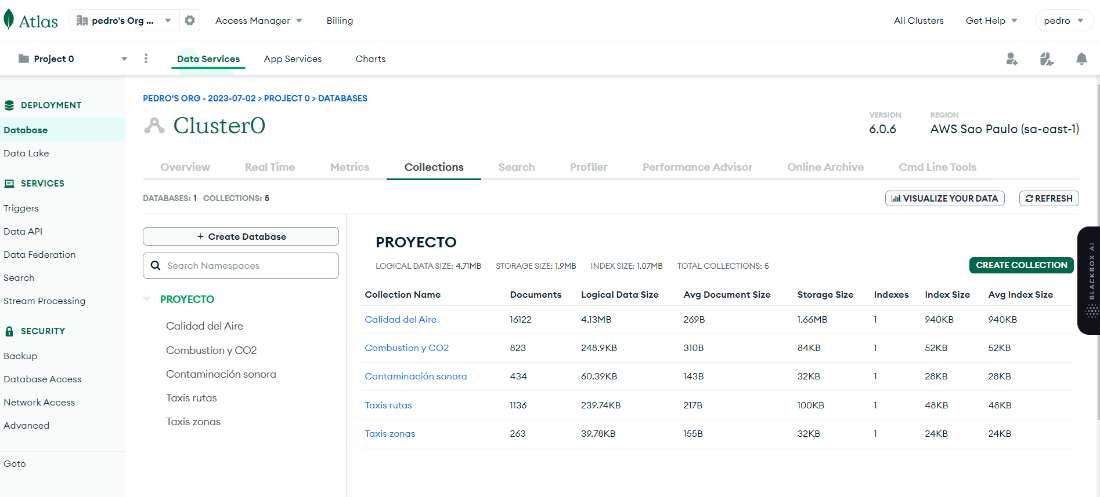 Atlas
pedro's Org ...
Access Manager
Billing
All Clusters
Get Help
pedro
Project 0
Data Services
App Services
Charts
DEPLOYMENT
Database
Data Lake
SERVICES
Triggers
Data API
Data Federation
Search
Stream Processing
SECURITY
Backup
Database Access
Network Access
Advanced
Goto
PEDRO'S ORG - 2023-07-02 > PROJECT 0 > DATABASES
Cluster0
VERSION
6.0.6
REGION
AWS Sao Paulo (sa-east-1)
Overview
Real Time
Metrics
Collections
Search
Profiler
Performance Advisor
Online Archive
Cmd Line Tools
DATABASES: 1 COLLECTIONS: 5
VISUALIZE YOUR DATA
REFRESH
+ Create Database
Search Namespaces
PROYECTO
Calidad del Aire
Combustion y CO2
Contaminación sonora
Taxis rutas
Taxis zonas
PROYECTO
LOGICAL DATA SIZE: 4.71MB STORAGE SIZE: 1.9MB INDEX SIZE: 1.07MB TOTAL COLLECTIONS: 5
CREATE COLLECTION
Collection Name Documents Logical Data Size Avg Document Size Storage Size Indexes Index Size Avg Index Size
Calidad del Aire 16122 4.13MB 269B 1.66MB 1 940KB 940KB
Combustion y CO2 823 248.9KB 310B 84KB 1 52KB 52KB
Contaminación sonora 434 60.39KB 143B 32KB 1 28KB 28KB
Taxis rutas 1136 239.74KB 217B 100KB 1 48KB 48KB
Taxis zonas 263 39.78KB 155B 32KB 1 24KB 24KB
BLACKBOX AI